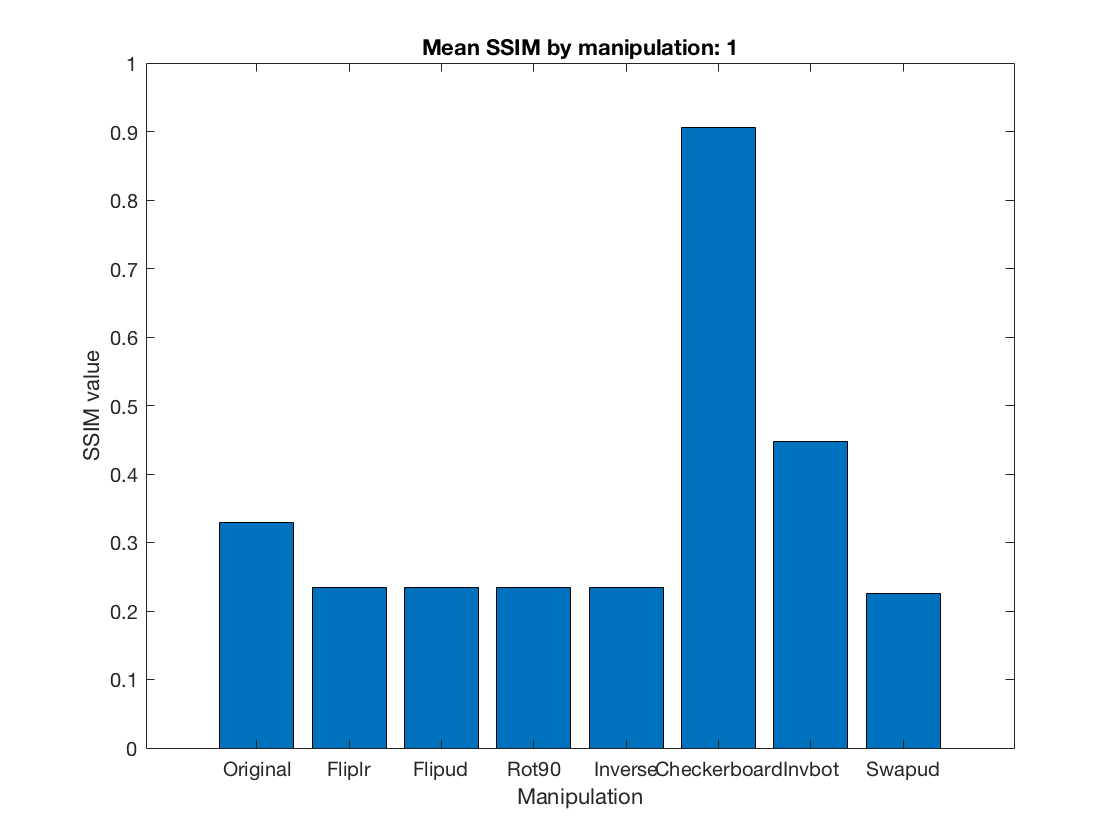 Mean SSIM by manipulation: 1
1
0.9
0.8
0.7
0.6
0.5
0.4
0.3
0.2
0.1
0
SSIM value
Original Fliplr Flipud Rot90 Inverse Checkerboard Invbot Swapud
Manipulation